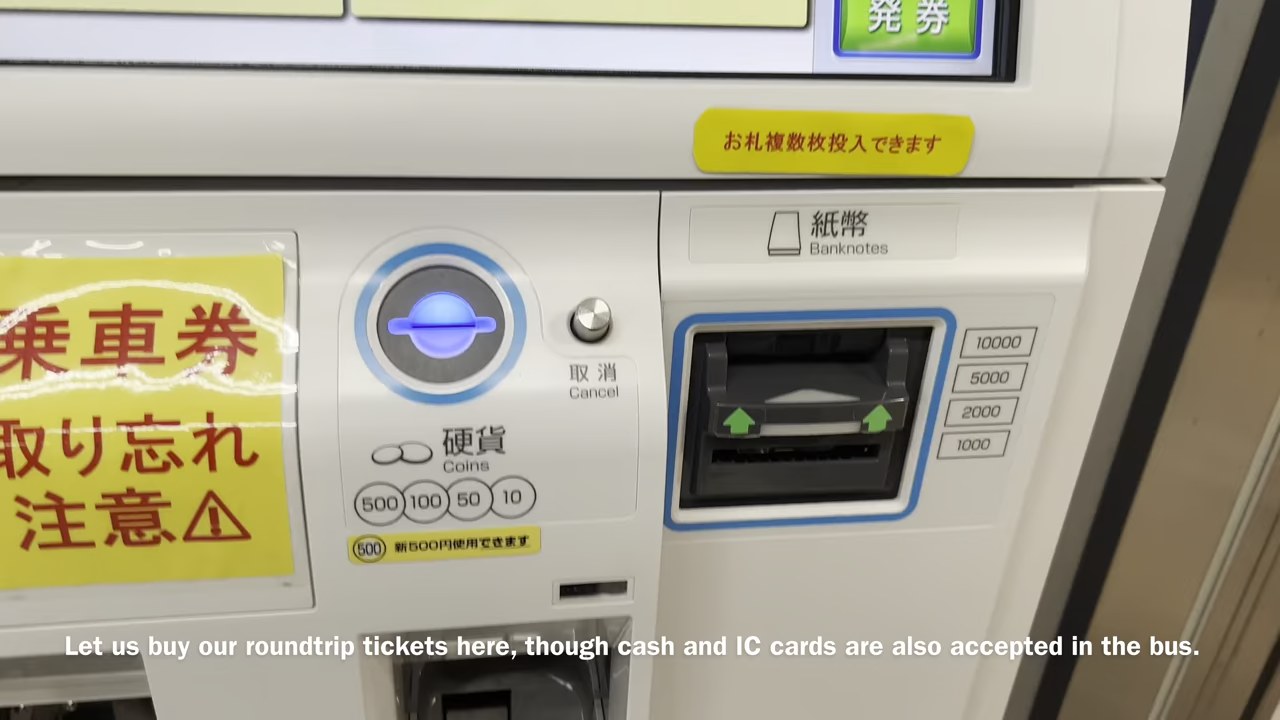 発券
お札複数枚投入できます
紙幣
Banknotes
乗車券
取り忘れ
注意
取消
Cancel
硬貨
Coins
500 100 50 10
500 新500円使用できます
10000
5000
2000
1000
Let us buy our roundtrip tickets here, though cash and IC cards are also accepted in the bus.